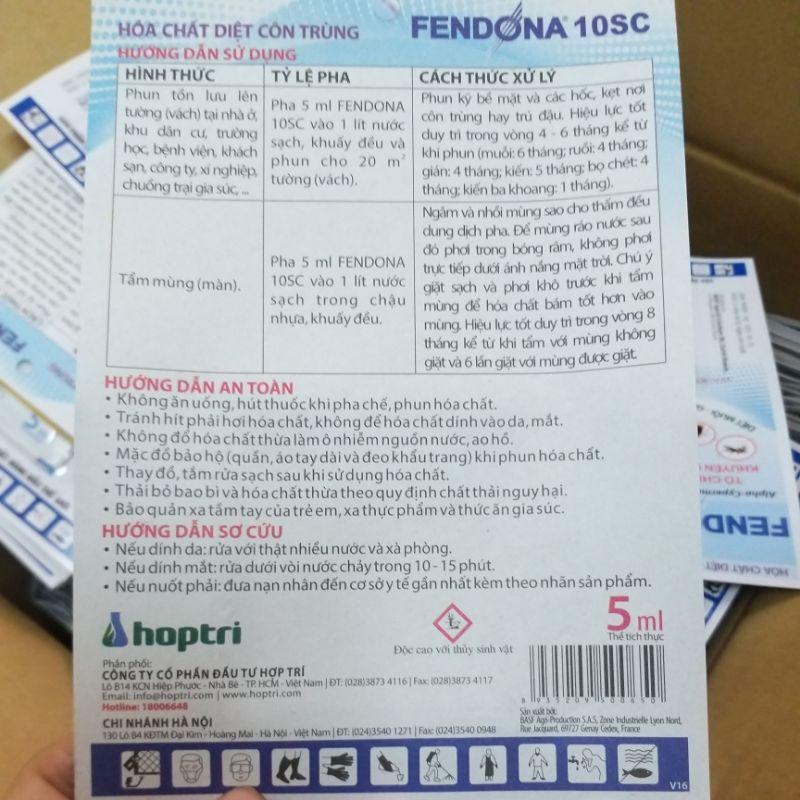 HÓA CHẤT DIỆT CÔN TRÙNG
FENDONA® 10SC
HƯỚNG DẪN SỬ DỤNG
HÌNH THỨC
TỶ LỆ PHA
CÁCH THỨC XỬ LÝ
Phun tồn lưu lên
tường (vách) tại nhà ở,
khu dân cư, trường
học, bệnh viện, khách
sạn, công ty, xí nghiệp,
chuồng trại gia súc, ...
Pha 5 ml FENDONA
10SC vào 1 lít nước
sạch, khuấy đều và
phun cho 20 m²
tường (vách).
Phun kỹ bề mặt và các hốc, kẹt nơi
côn trùng hay trú đậu. Hiệu lực tốt
duy trì trong vòng 4 - 6 tháng kể từ
khi phun (muỗi: 6 tháng; ruồi: 4 tháng;
gián: 4 tháng; kiến: 5 tháng; bọ chét: 4
tháng; kiến ba khoang: 1 tháng).
Tẩm mùng (màn).
Pha 5 ml FENDONA
10SC vào 1 lít nước
sạch trong chậu
nhựa, khuấy đều.
Ngâm và nhồi mùng sao cho thấm đều
dung dịch pha. Để mùng ráo nước sau
đó phơi trong bóng râm, không phơi
trực tiếp dưới ánh nắng mặt trời. Chú ý
giặt sạch và phơi khô trước khi tẩm
mùng để hóa chất bám tốt hơn vào
mùng. Hiệu lực tốt duy trì trong vòng 8
tháng kể từ khi tẩm với mùng không
giặt và 6 lần giặt với mùng được giặt.
HƯỚNG DẪN AN TOÀN
• Không ăn uống, hút thuốc khi pha chế, phun hóa chất.
• Tránh hít phải hơi hóa chất, không để hóa chất dính vào da, mắt.
• Không đổ hóa chất thừa làm ô nhiễm nguồn nước, ao hồ.
• Mặc đồ bảo hộ (quần, áo tay dài và đeo khẩu trang) khi phun hóa chất.
• Thay đồ, tắm rửa sạch sau khi sử dụng hóa chất.
• Thải bỏ bao bì và hóa chất thừa theo quy định chất thải nguy hại.
• Bảo quản xa tầm tay của trẻ em, xa thực phẩm và thức ăn gia súc.
HƯỚNG DẪN SƠ CỨU
• Nếu dính da: rửa với thật nhiều nước và xà phòng.
• Nếu dính mắt: rửa dưới vòi nước chảy trong 10 - 15 phút.
• Nếu nuốt phải: đưa nạn nhân đến cơ sở y tế gần nhất kèm theo nhãn sản phẩm.
hoptri
Độc cao với thủy sinh vật
5 ml
Thể tích thực
Phân phối:
CÔNG TY CỔ PHẦN ĐẦU TƯ HỢP TRÍ
Lô B14 KCN Hiệp Phước - Nhà Bè - TP. HCM - Việt Nam | ĐT: (028)3873 4116 | Fax: (028)3873 4117
Email: info@hoptri.com | www.hoptri.com
Hotline: 18006648
CHI NHÁNH HÀ NỘI
130 Lô B4 KĐTM Đại Kim - Hoàng Mai - Hà Nội - Việt Nam | ĐT: (024)3540 1271 | Fax: (024)3540 0948
8 935209 500650
Sản xuất bởi:
BASF Agri-Production S.A.S, Zone Industrielle Lyon Nord,
Rue Jacquard, 69727 Genay Cedex, France
V16
FENDONA
DIỆT MUỖI
TỔ CHỨC
KHUYẾN
Alpha-Cyperm
FEND
HÓA CHẤT DIỆT